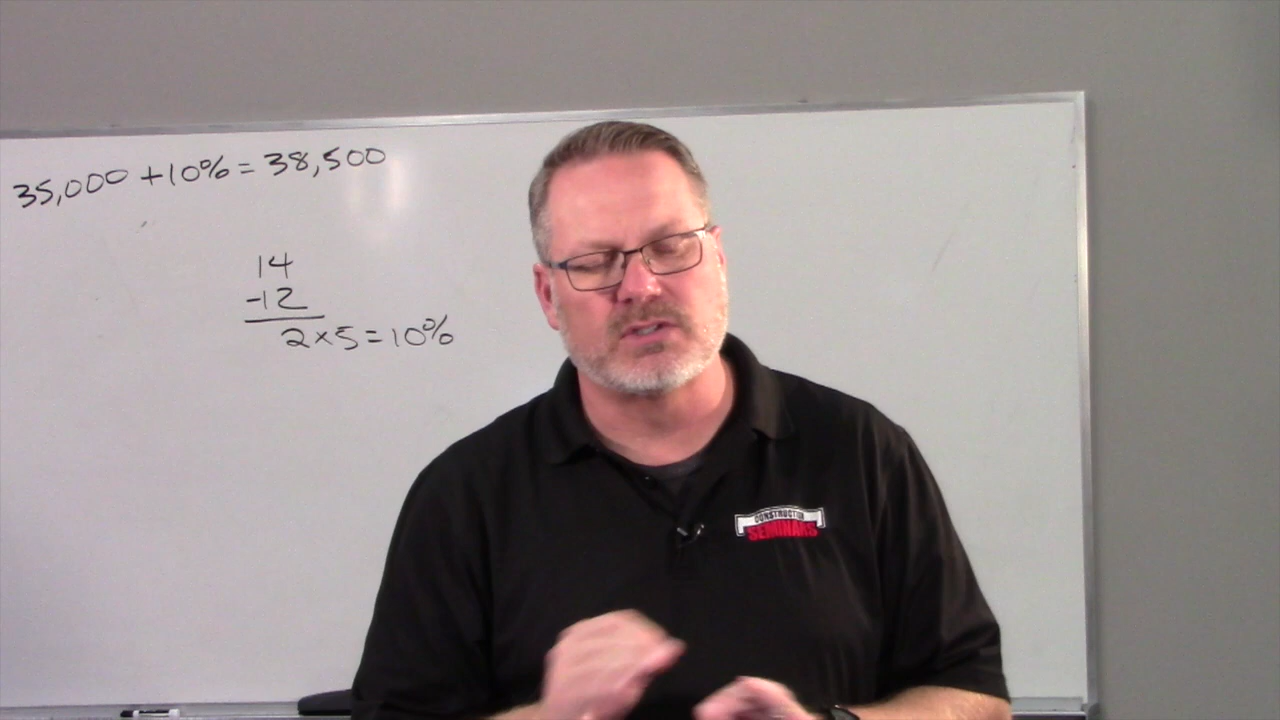 35,000 +10% = 38,500
14
-12
2 x 5 = 10%
CONSTRUCTION
SEMINARS